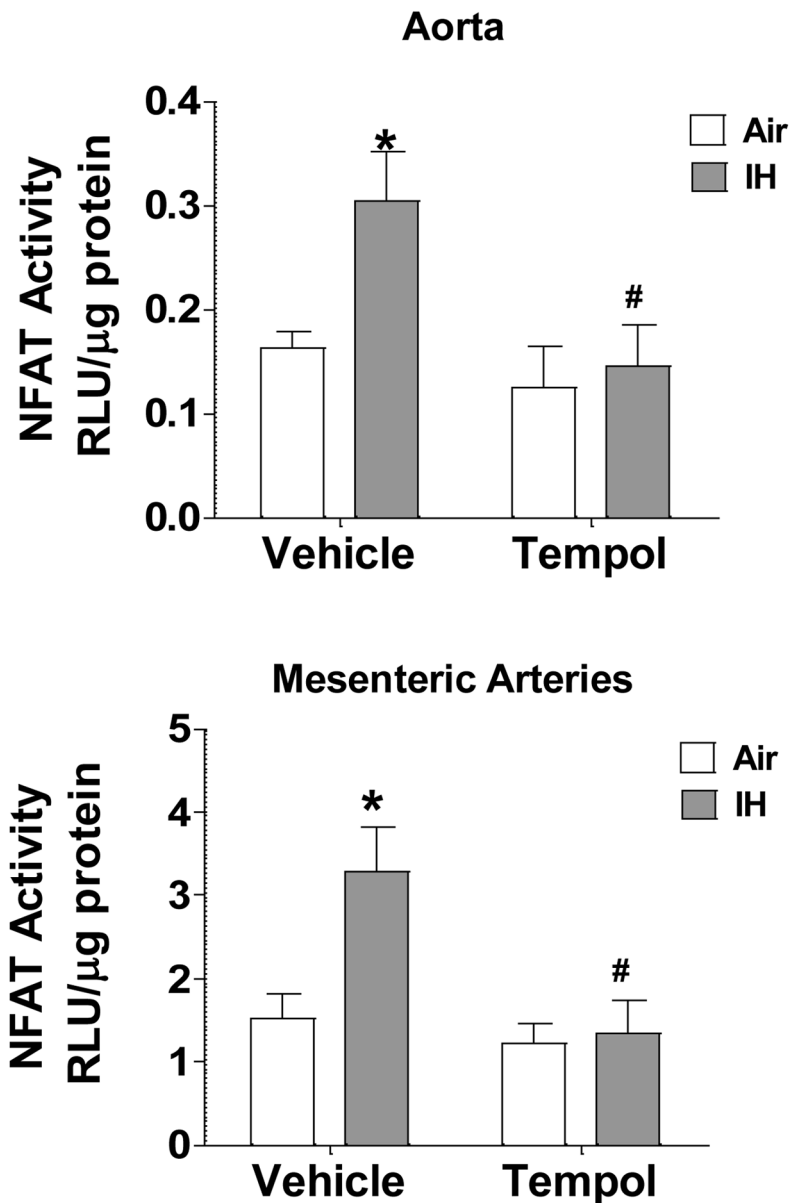 Aorta
NFAT Activity
RLU/μg protein
0.4
0.3
0.2
0.1
0.0
*
#
Air
IH
Vehicle
Tempol
Mesenteric Arteries
NFAT Activity
RLU/μg protein
5
4
3
2
1
0
*
#
Air
IH
Vehicle
Tempol